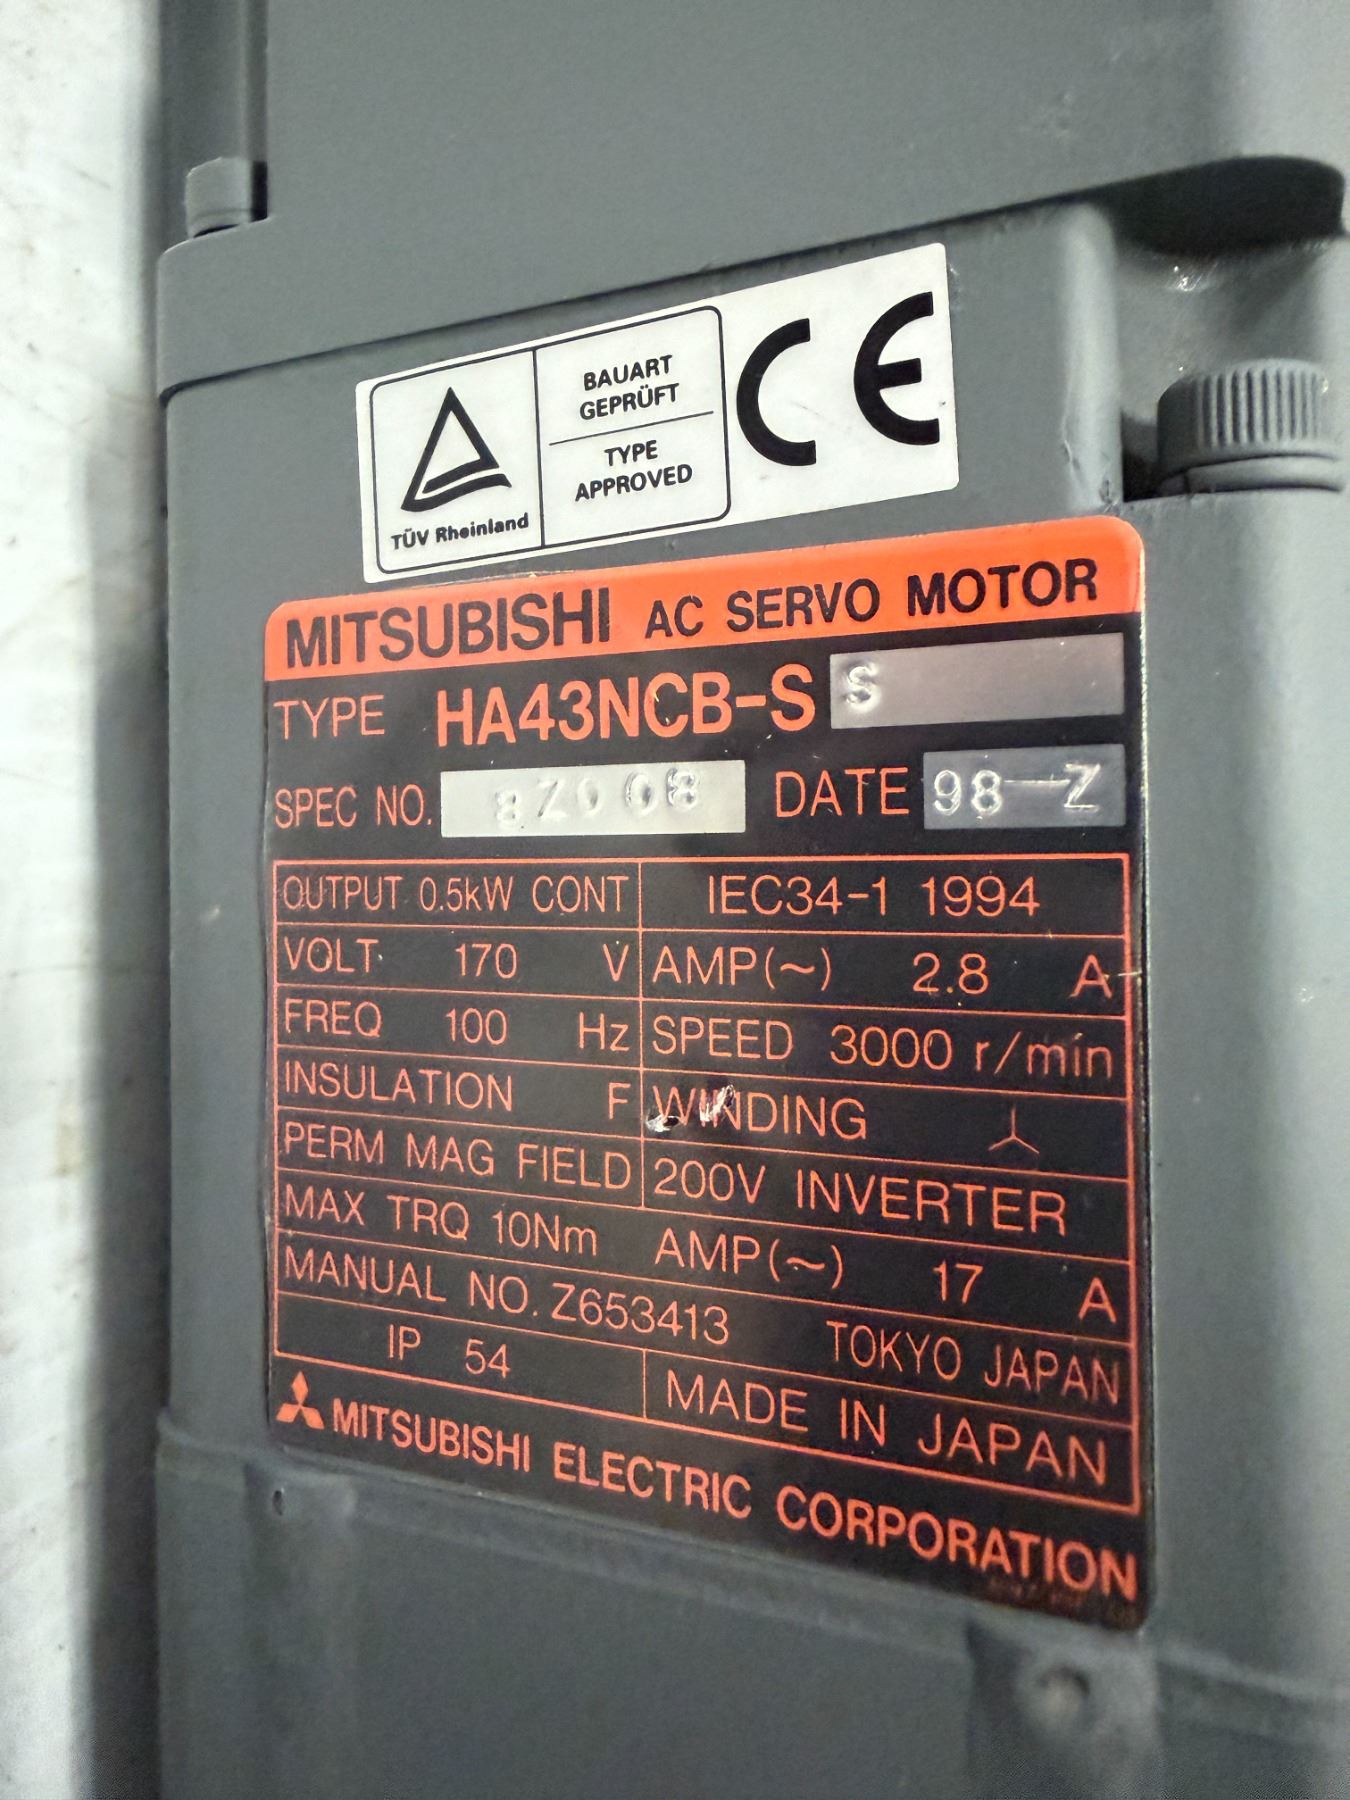 BAUART
GEPRÜFT
TYPE
APPROVED
TÜV Rheinland
CE
MITSUBISHI AC SERVO MOTOR
TYPE HA43NCB-S S
SPEC NO. 8Z008 DATE 98-Z
OUTPUT 0.5kW CONT IEC34-1 1994
VOLT. 170 V AMP(~) 2.8 A
FREQ 100 Hz SPEED 3000 r/min
INSULATION F WINDING
PERM MAG FIELD 200V INVERTER
MAX TRQ 10Nm AMP(~) 17 A
MANUAL NO. Z653413 TOKYO JAPAN
IP 54 MADE IN JAPAN
MITSUBISHI ELECTRIC CORPORATION